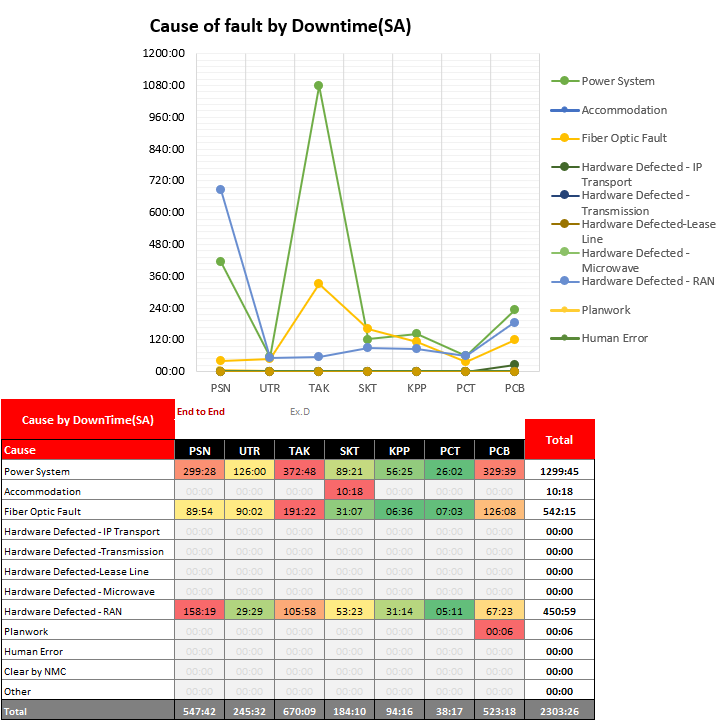 Cause of fault by Downtime(SA)
1200:00
1080:00
960:00
840:00
720:00
600:00
480:00
360:00
240:00
120:00
00:00
PSN UTR TAK SKT KPP PCT PCB
Power System
Accommodation
Fiber Optic Fault
Hardware Defected - IP
Transport
Hardware Defected -
Transmission
Hardware Defected-Lease
Line
Hardware Defected -
Microwave
Hardware Defected - RAN
Planwork
Human Error
Cause by DownTime(SA) End to End Ex.D Total
Cause PSN UTR TAK SKT KPP PCT PCB
Power System 299:28 126:00 372:48 89:21 56:25 26:02 329:39 1299:45
Accommodation 00:00 00:00 00:00 10:18 00:00 00:00 00:00 10:18
Fiber Optic Fault 89:54 90:02 191:22 31:07 06:36 07:03 126:08 542:15
Hardware Defected - IP Transport 00:00 00:00 00:00 00:00 00:00 00:00 00:00 00:00
Hardware Defected -Transmission 00:00 00:00 00:00 00:00 00:00 00:00 00:00 00:00
Hardware Defected-Lease Line 00:00 00:00 00:00 00:00 00:00 00:00 00:00 00:00
Hardware Defected - Microwave 00:00 00:00 00:00 00:00 00:00 00:00 00:00 00:00
Hardware Defected - RAN 158:19 29:29 105:58 53:23 31:14 05:11 67:23 450:59
Planwork 00:00 00:00 00:00 00:00 00:00 00:00 00:06 00:06
Human Error 00:00 00:00 00:00 00:00 00:00 00:00 00:00 00:00
Clear by NMC 00:00 00:00 00:00 00:00 00:00 00:00 00:00 00:00
Other 00:00 00:00 00:00 00:00 00:00 00:00 00:00 00:00
Total 547:42 245:32 670:09 184:10 94:16 38:17 523:18 2303:26